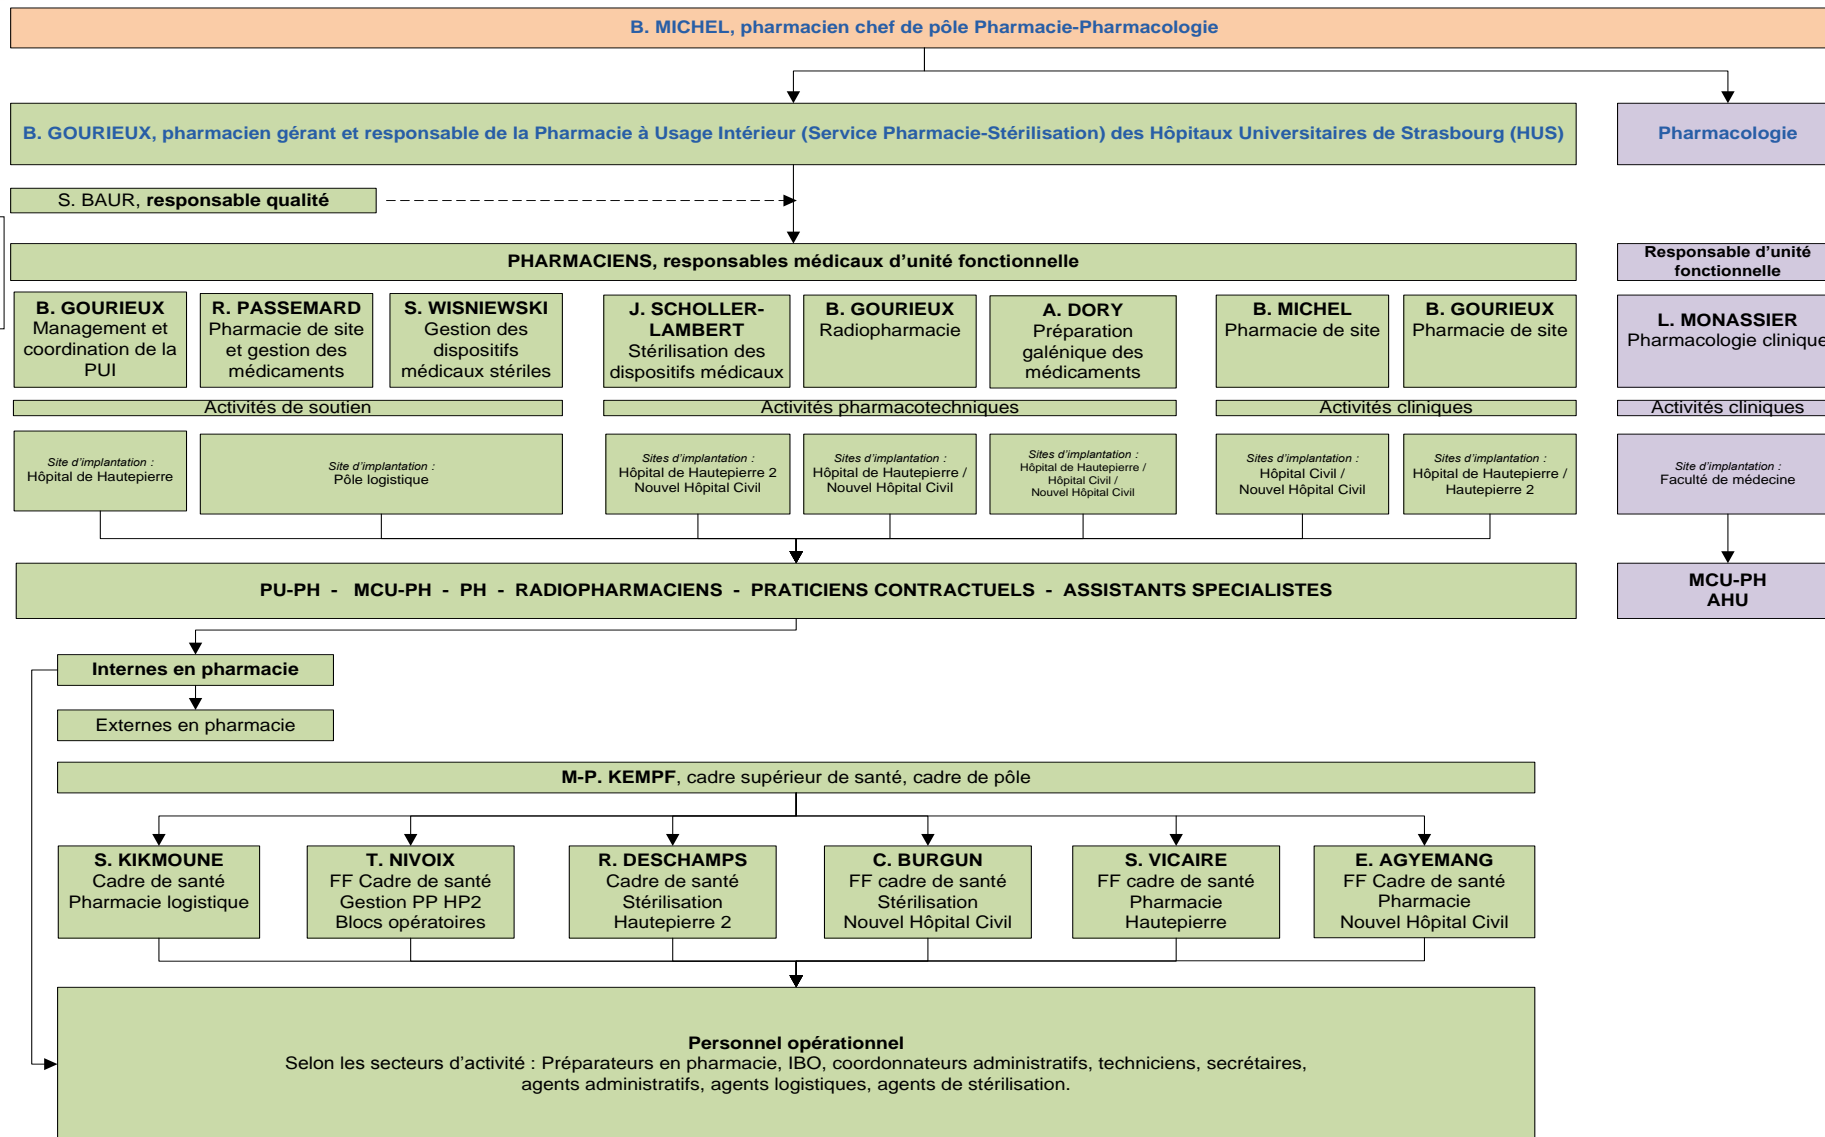 B. MICHEL, pharmacien chef de pôle Pharmacie-Pharmacologie
B. GOURIEUX, pharmacien gérant et responsable de la Pharmacie à Usage Intérieur (Service Pharmacie-Stérilisation) des Hôpitaux Universitaires de Strasbourg (HUS)
Pharmacologie
S. BAUR, responsable qualité
PHARMACIENS, responsables médicaux d'unité fonctionnelle
Responsable d'unité
fonctionnelle
B. GOURIEUX
Management et
coordination de la
PUI
R. PASSEMARD
Pharmacie de site
et gestion des
médicaments
S. WISNIEWSKI
Gestion des
dispositifs
médicaux stériles
J. SCHOLLER-
LAMBERT
Stérilisation des
dispositifs médicaux
B. GOURIEUX
Radiopharmacie
A. DORY
Préparation
galénique des
médicaments
B. MICHEL
Pharmacie de site
B. GOURIEUX
Pharmacie de site
L. MONASSIER
Pharmacologie clinique
Activités de soutien
Activités pharmacotechniques
Activités cliniques
Activités cliniques
Site d'implantation :
Hôpital de Hautepierre
Site d'implantation :
Pôle logistique
Sites d'implantation :
Hôpital de Hautepierre 2
Nouvel Hôpital Civil
Sites d'implantation :
Hôpital de Hautepierre /
Nouvel Hôpital Civil
Sites d'implantation :
Hôpital de Hautepierre /
Hôpital Civil /
Nouvel Hôpital Civil
Sites d'implantation :
Hôpital Civil /
Nouvel Hôpital Civil
Sites d'implantation :
Hôpital de Hautepierre /
Hautepierre 2
Site d'implantation :
Faculté de médecine
PU-PH - MCU-PH - PH - RADIOPHARMACIENS - PRATICIENS CONTRACTUELS - ASSISTANTS SPECIALISTES
MCU-PH
AHU
Internes en pharmacie
Externes en pharmacie
M-P. KEMPF, cadre supérieur de santé, cadre de pôle
S. KIKMOUNE
Cadre de santé
Pharmacie logistique
T. NIVOIX
FF Cadre de santé
Gestion PP HP2
Blocs opératoires
R. DESCHAMPS
Cadre de santé
Stérilisation
Hautepierre 2
C. BURGUN
FF cadre de santé
Stérilisation
Nouvel Hôpital Civil
S. VICAIRE
FF cadre de santé
Pharmacie
Hautepierre
E. AGYEMANG
FF Cadre de santé
Pharmacie
Nouvel Hôpital Civil
Personnel opérationnel
Selon les secteurs d'activité : Préparateurs en pharmacie, IBO, coordonnateurs administratifs, techniciens, secrétaires,
agents administratifs, agents logistiques, agents de stérilisation.